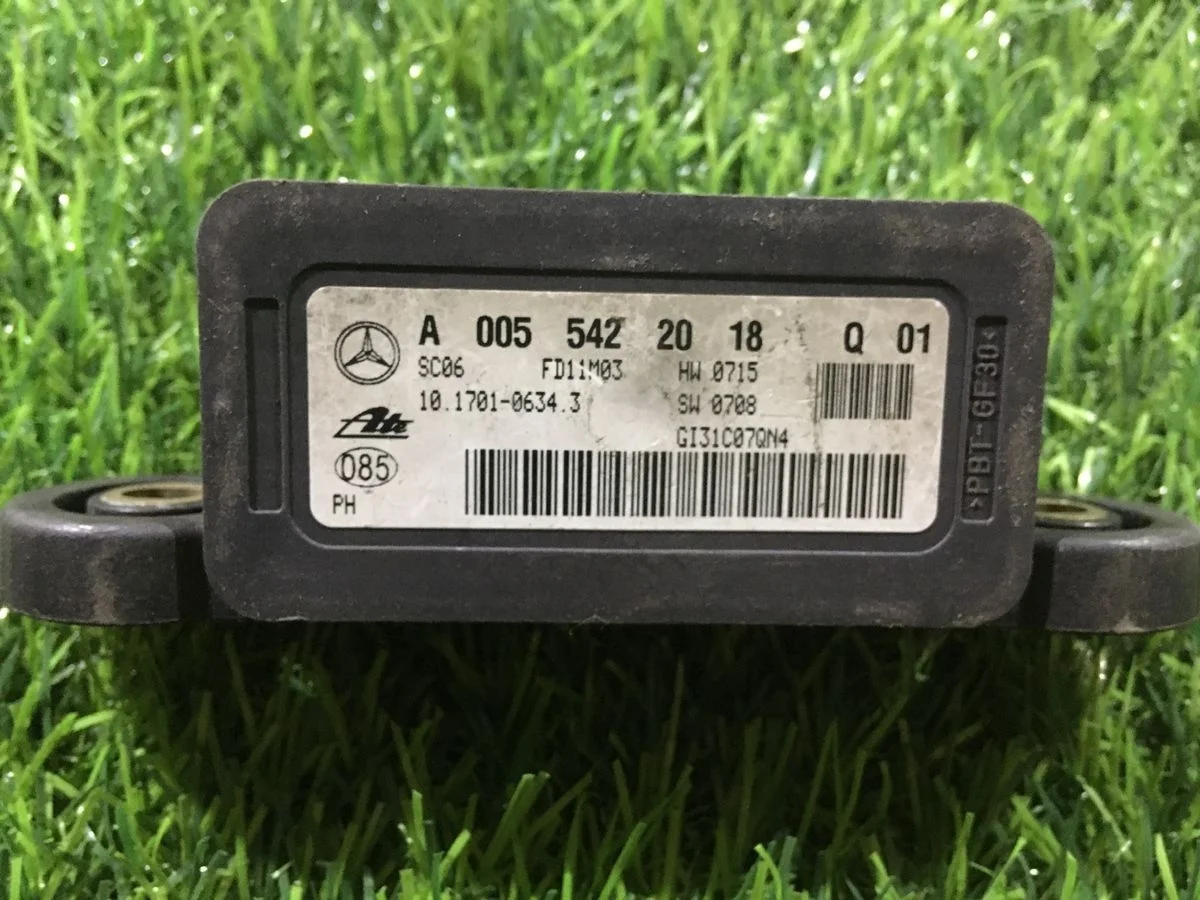 A 005 542 20 18 Q 01
SC06 FD11M03 HW 0715
10.1701-0634.3 SW 0708
GI31C07QN4
Ate
D85
PH
>PBT-GF30<